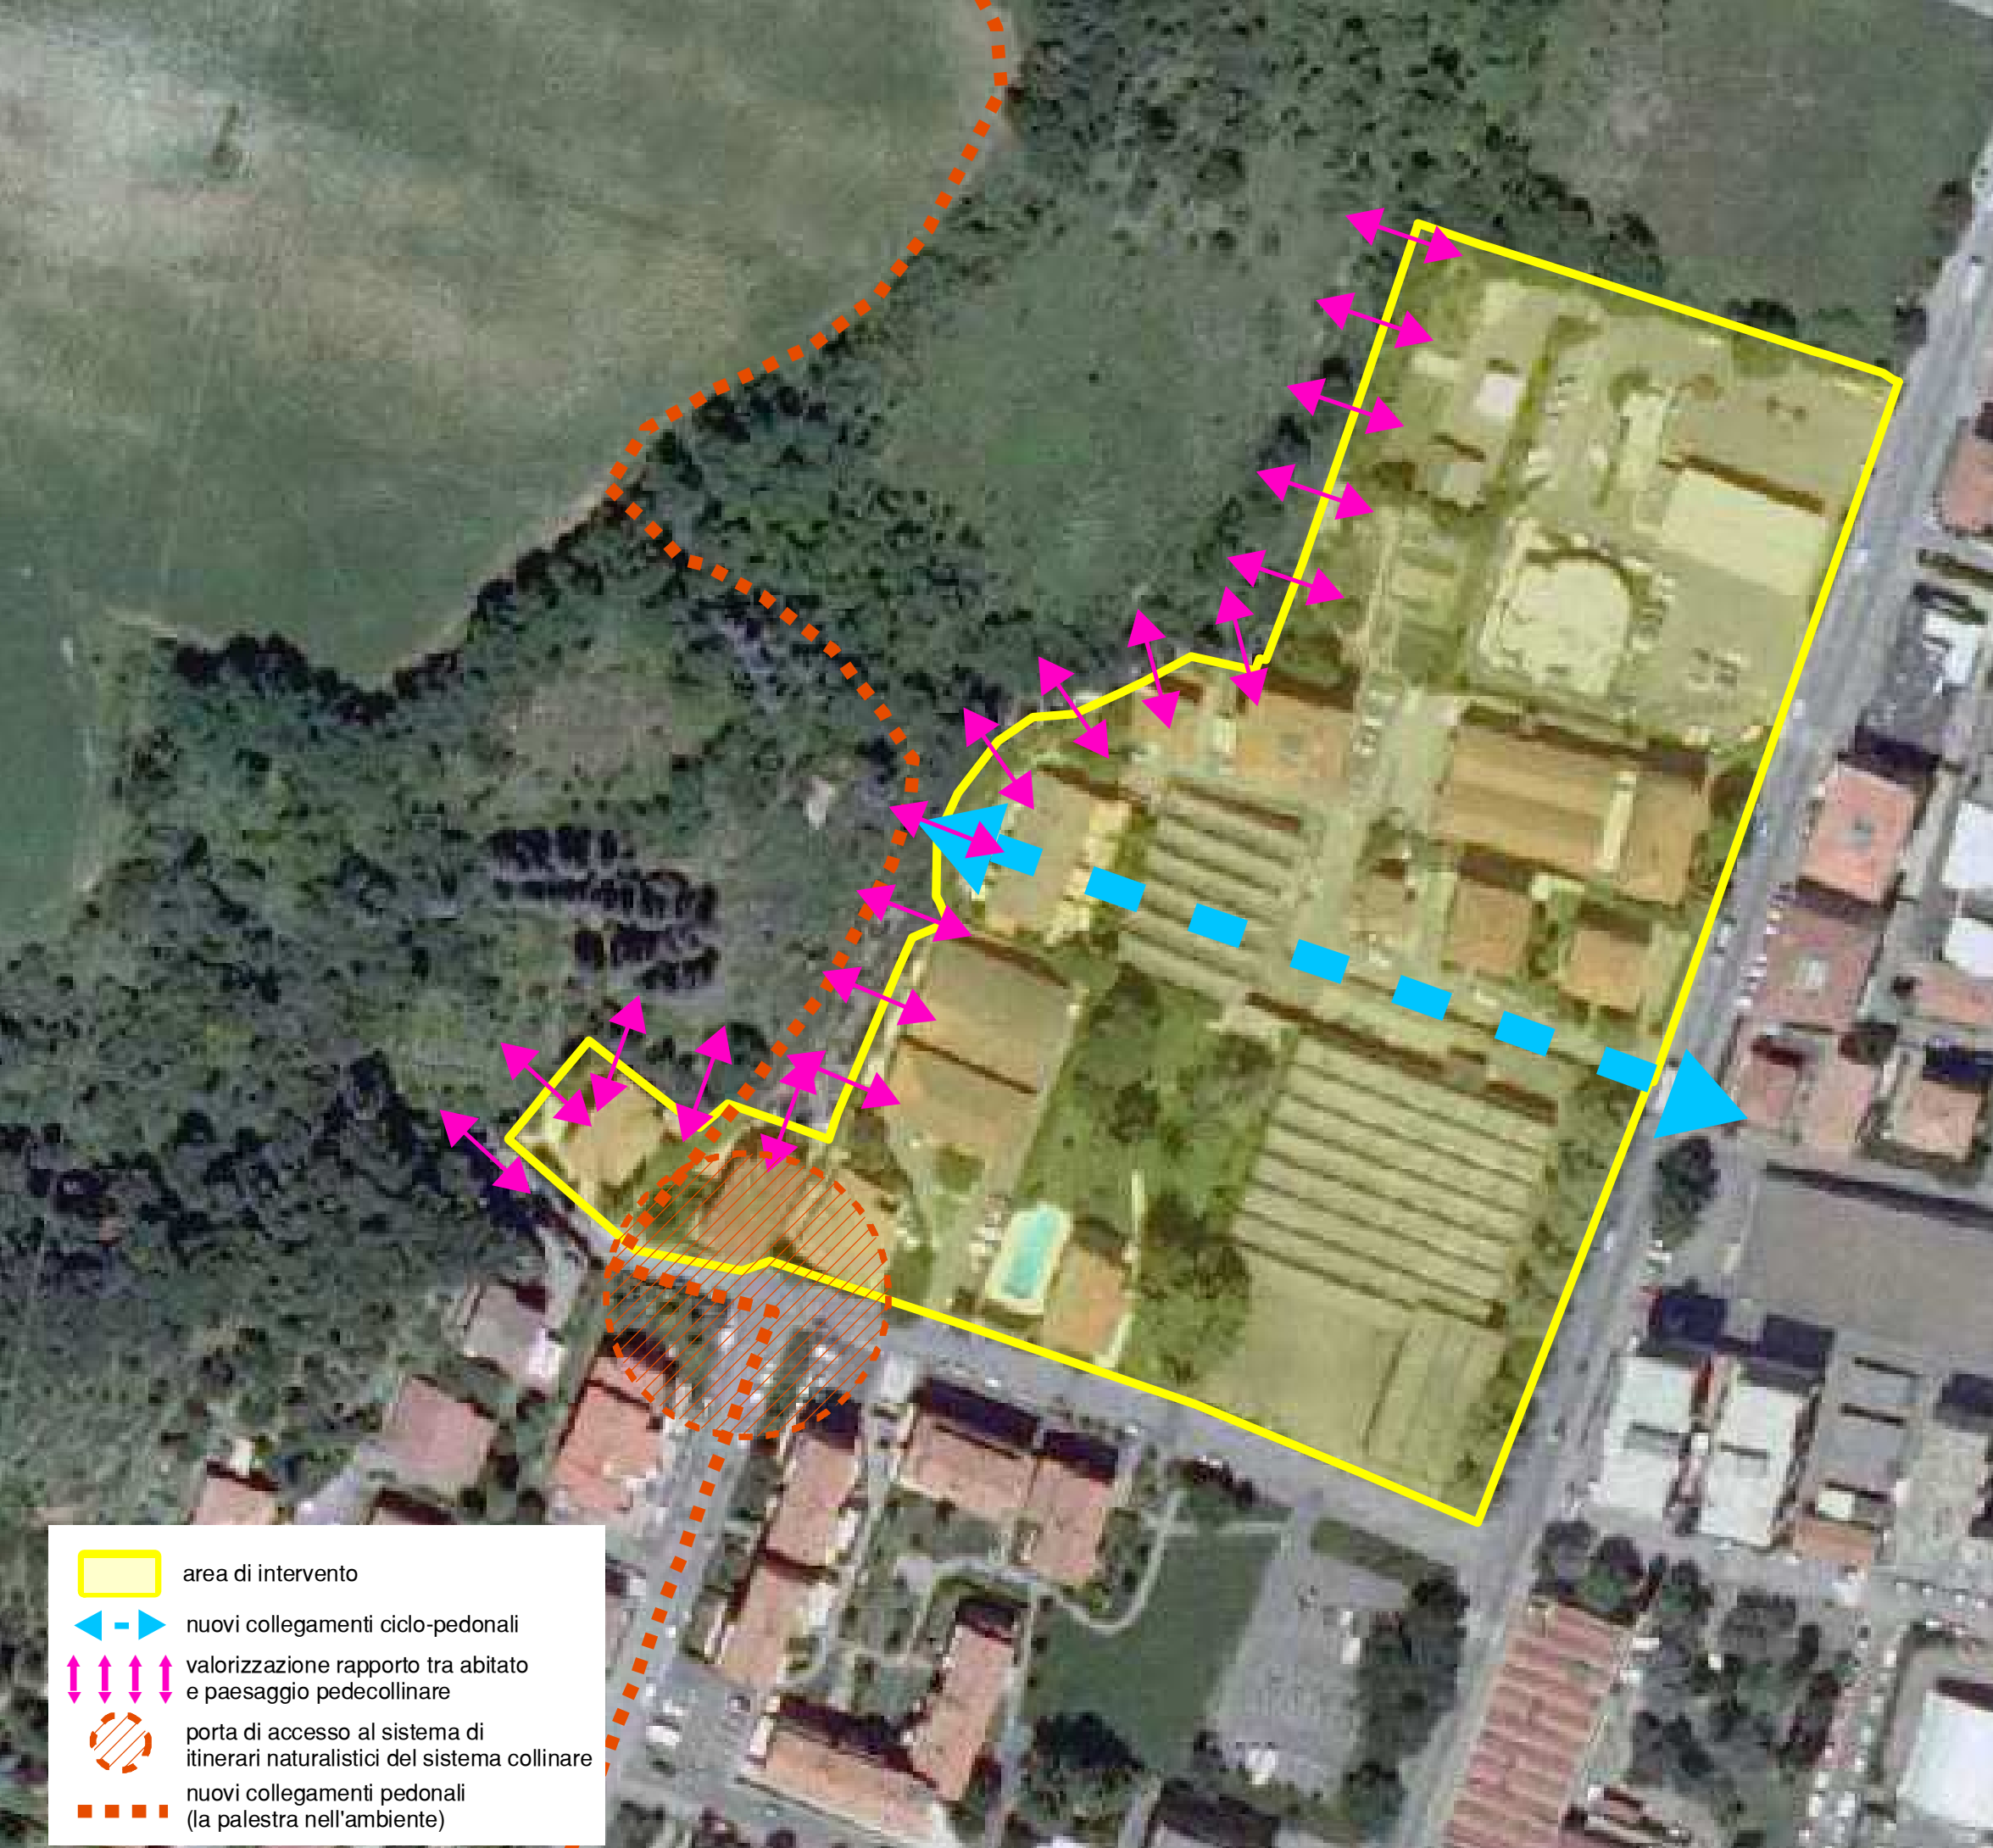 area di intervento
nuovi collegamenti ciclo-pedonali
valorizzazione rapporto tra abitato
e paesaggio pedecollinare
porta di accesso al sistema di
itinerari naturalistici del sistema collinare
nuovi collegamenti pedonali
(la palestra nell'ambiente)